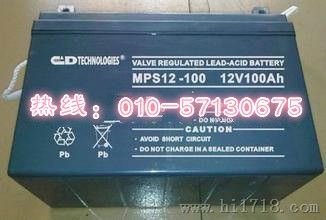 C&D TECHNOLOGIES
VALVE REGULATED LEAD-ACID BATTERY
MPS12-100 12V100Ah
热线:010-57130675
CAUTION
AVOID SHORT CIRCUIT
DO NOT CHARGE IN A SEALED CONTAINER
Pb Pb
www.hi1718.com